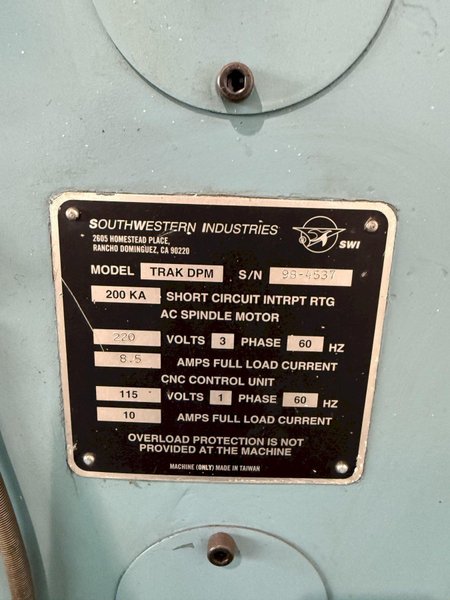 SOUTHWESTERN INDUSTRIES
2605 HOMESTEAD PLACE,
RANCHO DOMINGUEZ, CA 90220
SWI
MODEL TRAK DPM S/N 98-4537
200 KA SHORT CIRCUIT INTRPT RTG
AC SPINDLE MOTOR
220 VOLTS 3 PHASE 60 HZ
8.5 AMPS FULL LOAD CURRENT
CNC CONTROL UNIT
115 VOLTS 1 PHASE 60 HZ
10 AMPS FULL LOAD CURRENT
OVERLOAD PROTECTION IS NOT
PROVIDED AT THE MACHINE
MACHINE (ONLY) MADE IN TAIWAN